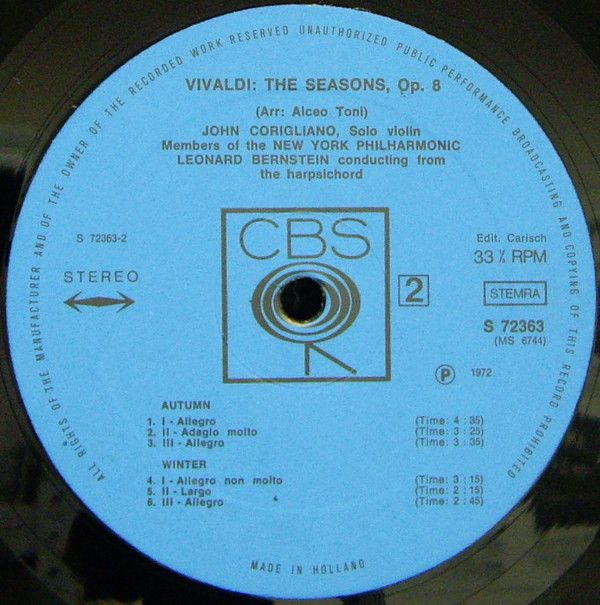 ALL RIGHTS OF THE MANUFACTURER AND OF THE OWNER OF THE RECORDED WORK RESERVED UNAUTHORIZED PUBLIC PERFORMANCE BROADCASTING AND COPYING OF THIS RECORD PROHIBITED
VIVALDI: THE SEASONS, Op. 8
(Arr: Alceo Toni)
JOHN CORIGLIANO, Solo violin
Members of the NEW YORK PHILHARMONIC
LEONARD BERNSTEIN conducting from
the harpsichord
S 72363-2
STEREO
CBS
2
Edit. Carisch
33 ⅓ RPM
STEMRA
S 72363
(MS 6744)
P 1972
AUTUMN
1. I - Allegro (Time: 4 : 35)
2. II - Adagio molto (Time: 3 : 25)
3. III - Allegro (Time: 3 : 35)
WINTER
4. I - Allegro non molto (Time: 3 : 15)
5. II - Largo (Time: 2 : 15)
6. III - Allegro (Time: 2 : 45)
MADE IN HOLLAND